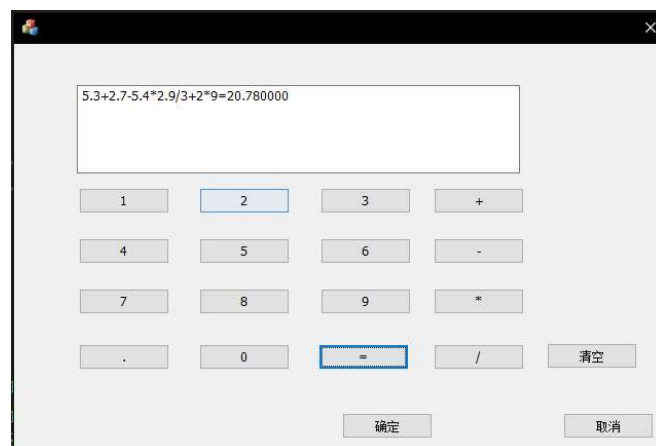 5.3+2.7-5.4*2.9/3+2*9=20.780000
1 2 3 +
4 5 6 -
7 8 9 *
. 0 = / 清空
确定 取消